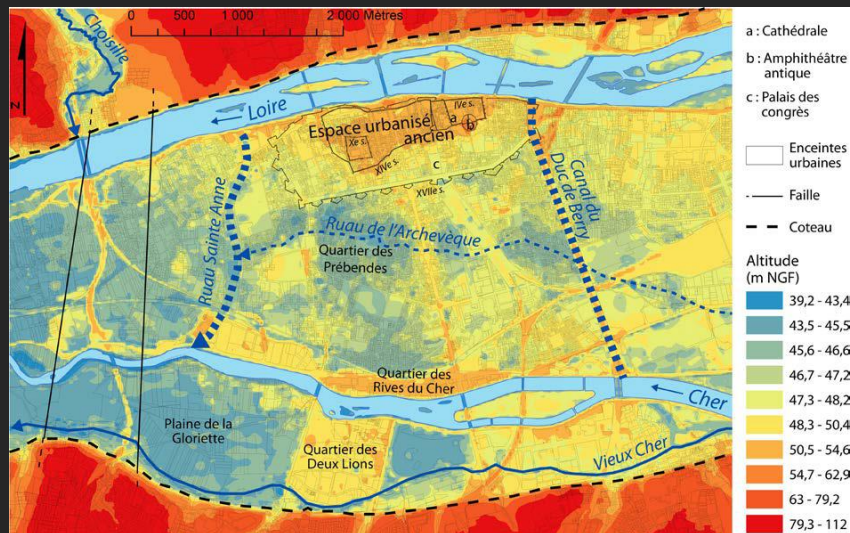 0 500 1 000 2 000 Mètres
Choisille
N
Loire
Espace urbanisé
ancien
IVe s.
a
b
Xe s.
XIVe s.
c
XVIIe s.
Canal du
Duc de Berry
Ruau Sainte Anne
Ruau de l'Archevèque
Quartier des
Prébendes
Quartier des
Rives du Cher
Cher
Plaine de la
Gloriette
Quartier des
Deux Lions
Vieux Cher
a : Cathédrale
b : Amphithéâtre
antique
c : Palais des
congrès
Enceintes
urbaines
Faille
Coteau
Altitude
(m NGF)
39,2 - 43,4
43,5 - 45,5
45,6 - 46,6
46,7 - 47,2
47,3 - 48,2
48,3 - 50,4
50,5 - 54,6
54,7 - 62,9
63 - 79,2
79,3 - 112